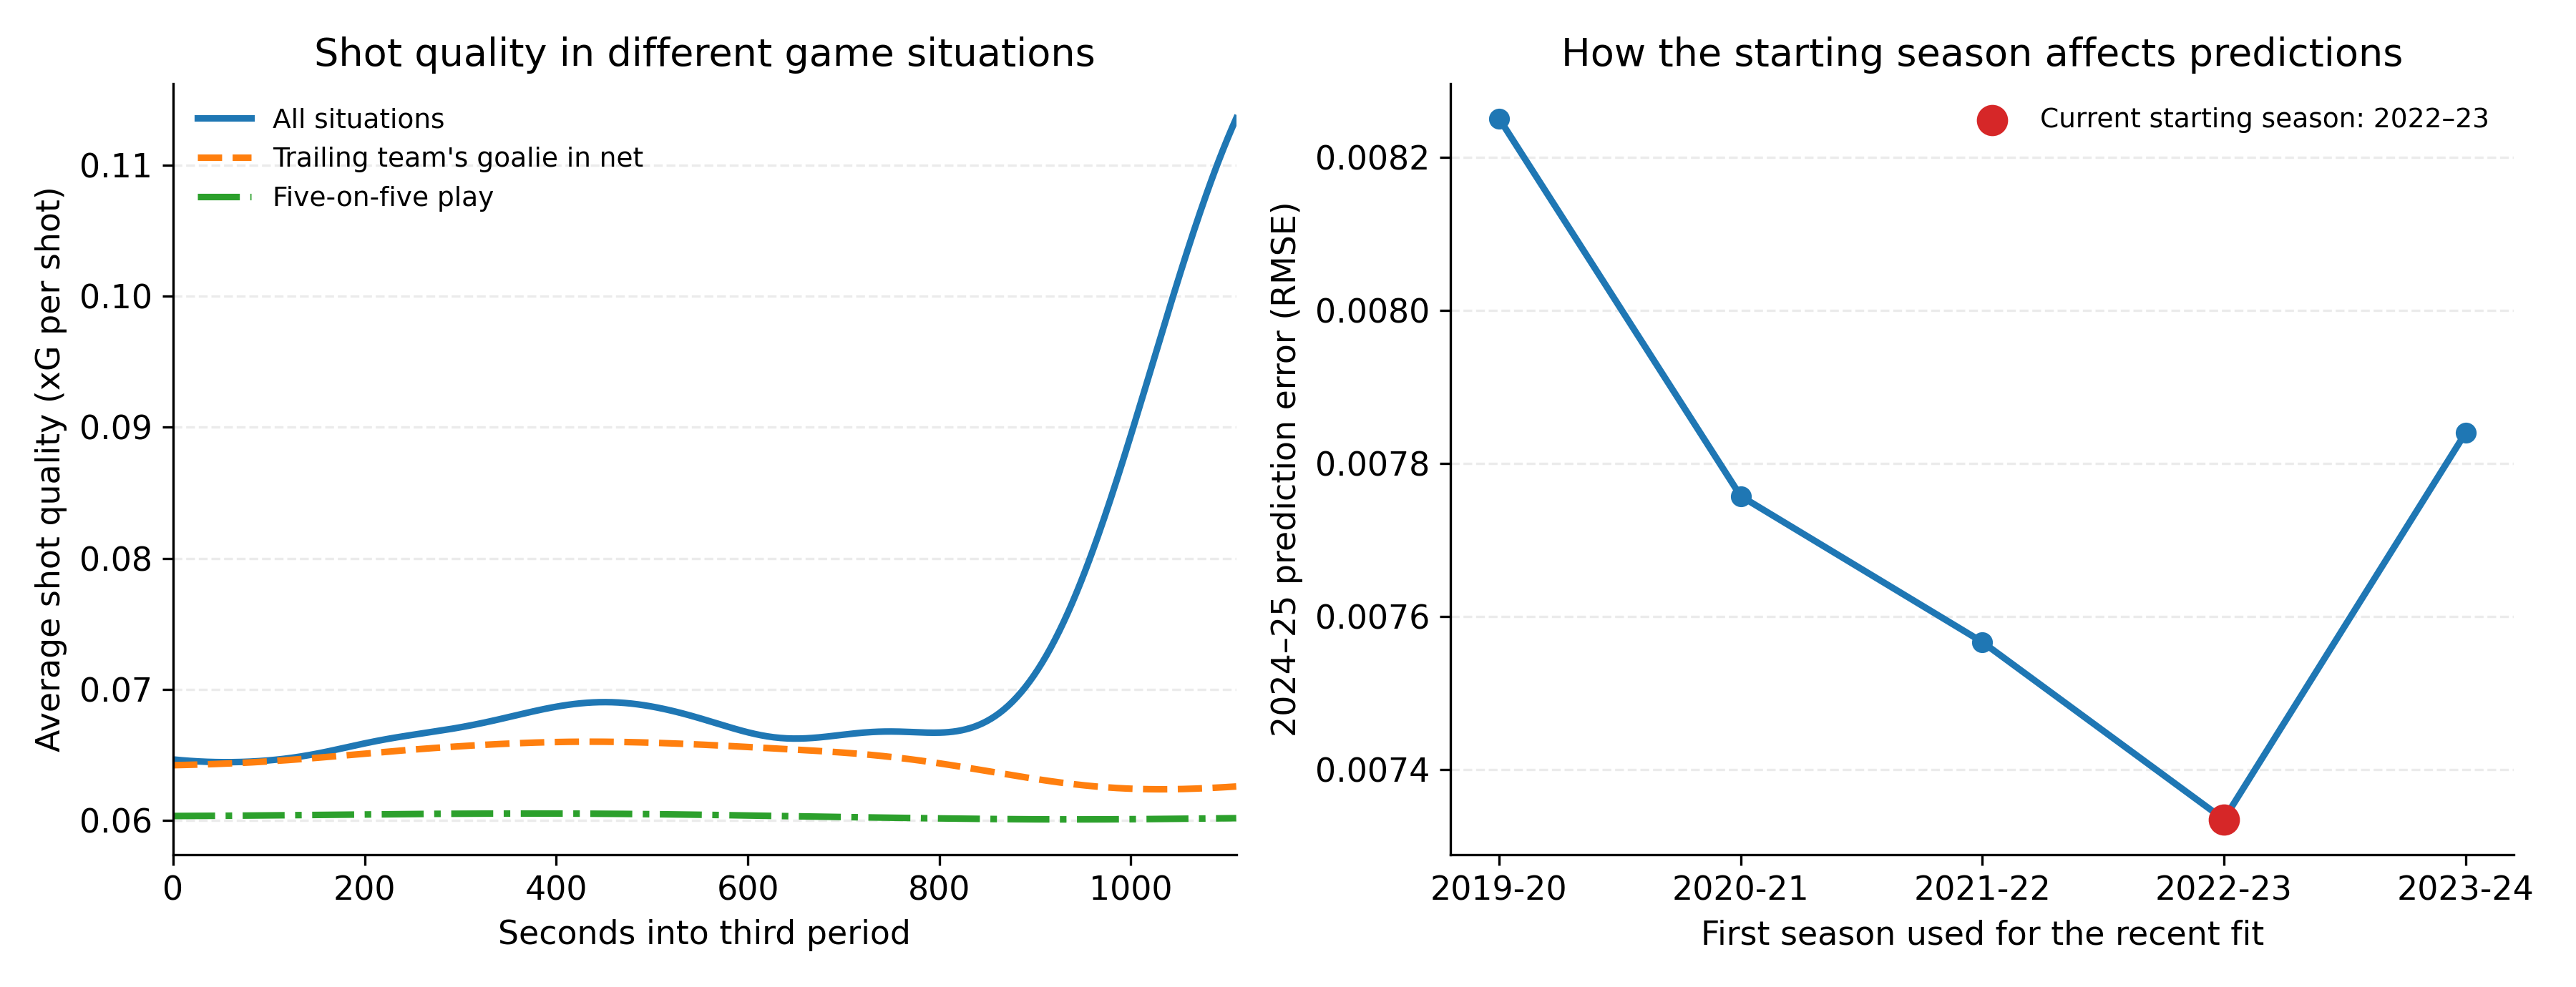 Shot quality in different game situations
All situations
Trailing team's goalie in net
Five-on-five play
Average shot quality (xG per shot)
0.11
0.10
0.09
0.08
0.07
0.06
0
200
400
600
800
1000
Seconds into third period
How the starting season affects predictions
Current starting season: 2022–23
2024–25 prediction error (RMSE)
0.0082
0.0080
0.0078
0.0076
0.0074
2019-20
2020-21
2021-22
2022-23
2023-24
First season used for the recent fit